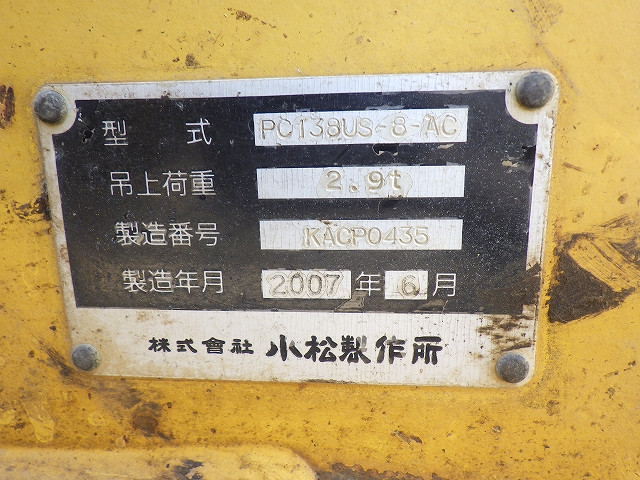 型 式 PC138US-8-AC
吊上荷重 2.9t
製造番号 KACP0435
製造年月 2007 年 6 月
株式會社 小松製作所